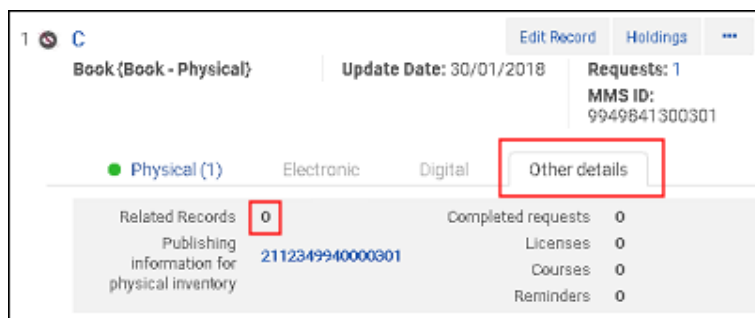 1 C Edit Record Holdings •••
Book {Book - Physical} Update Date: 30/01/2018 Requests: 1
MMS ID:
9949841300301
Physical (1) Electronic Digital Other details
Related Records 0 Completed requests 0
Publishing information for physical inventory 2112349940000301 Licenses 0
Courses 0
Reminders 0